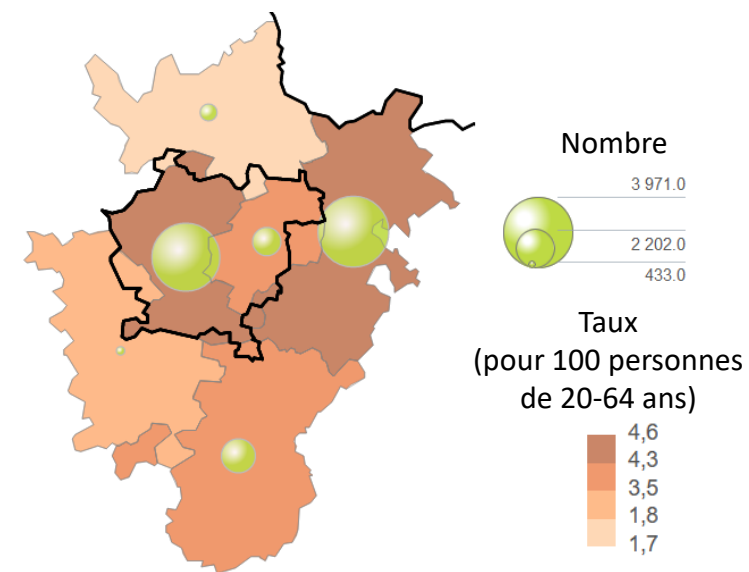 Nombre
3 971.0
2 202.0
433.0
Taux
(pour 100 personnes
de 20-64 ans)
4,6
4,3
3,5
1,8
1,7